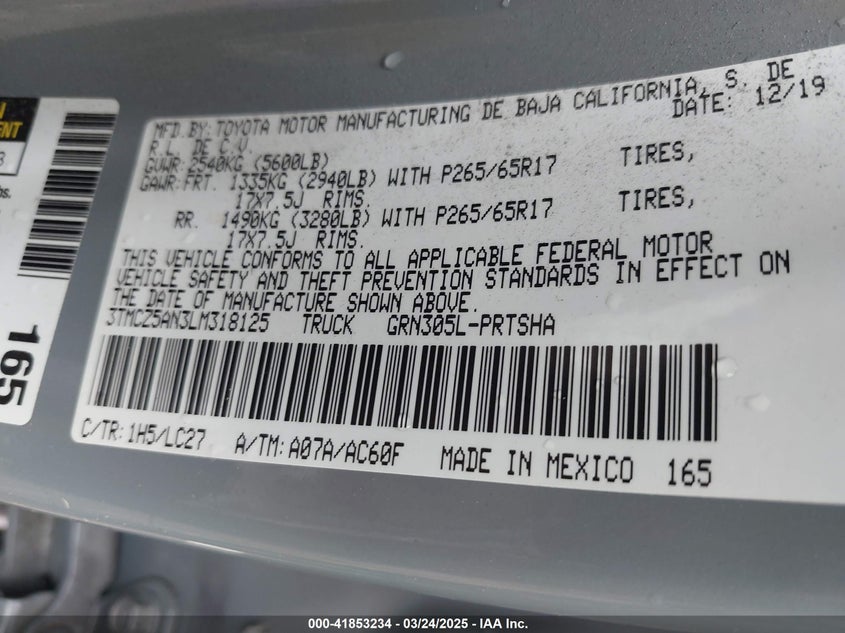 ENT
3
hs.
165
MFD.BY:TOYOTA MOTOR MANUFACTURING DE BAJA CALIFORNIA, S. DE
R.L. DE C.V.
DATE: 12/19
GVWR:2540KG (5600LB)
GAWR:FRT. 1335KG (2940LB) WITH P265/65R17 TIRES,
17X7.5J RIMS.
RR. 1490KG (3280LB) WITH P265/65R17 TIRES,
17X7.5J RIMS.
THIS VEHICLE CONFORMS TO ALL APPLICABLE FEDERAL MOTOR
VEHICLE SAFETY AND THEFT PREVENTION STANDARDS IN EFFECT ON
THE DATE OF MANUFACTURE SHOWN ABOVE.
3TMCZ5AN3LM318125 TRUCK GRN305L-PRTSHA
C/TR:1H5/LC27 A/TM:A07A/AC60F MADE IN MEXICO 165
000-41853234 - 03/24/2025 - IAA Inc.